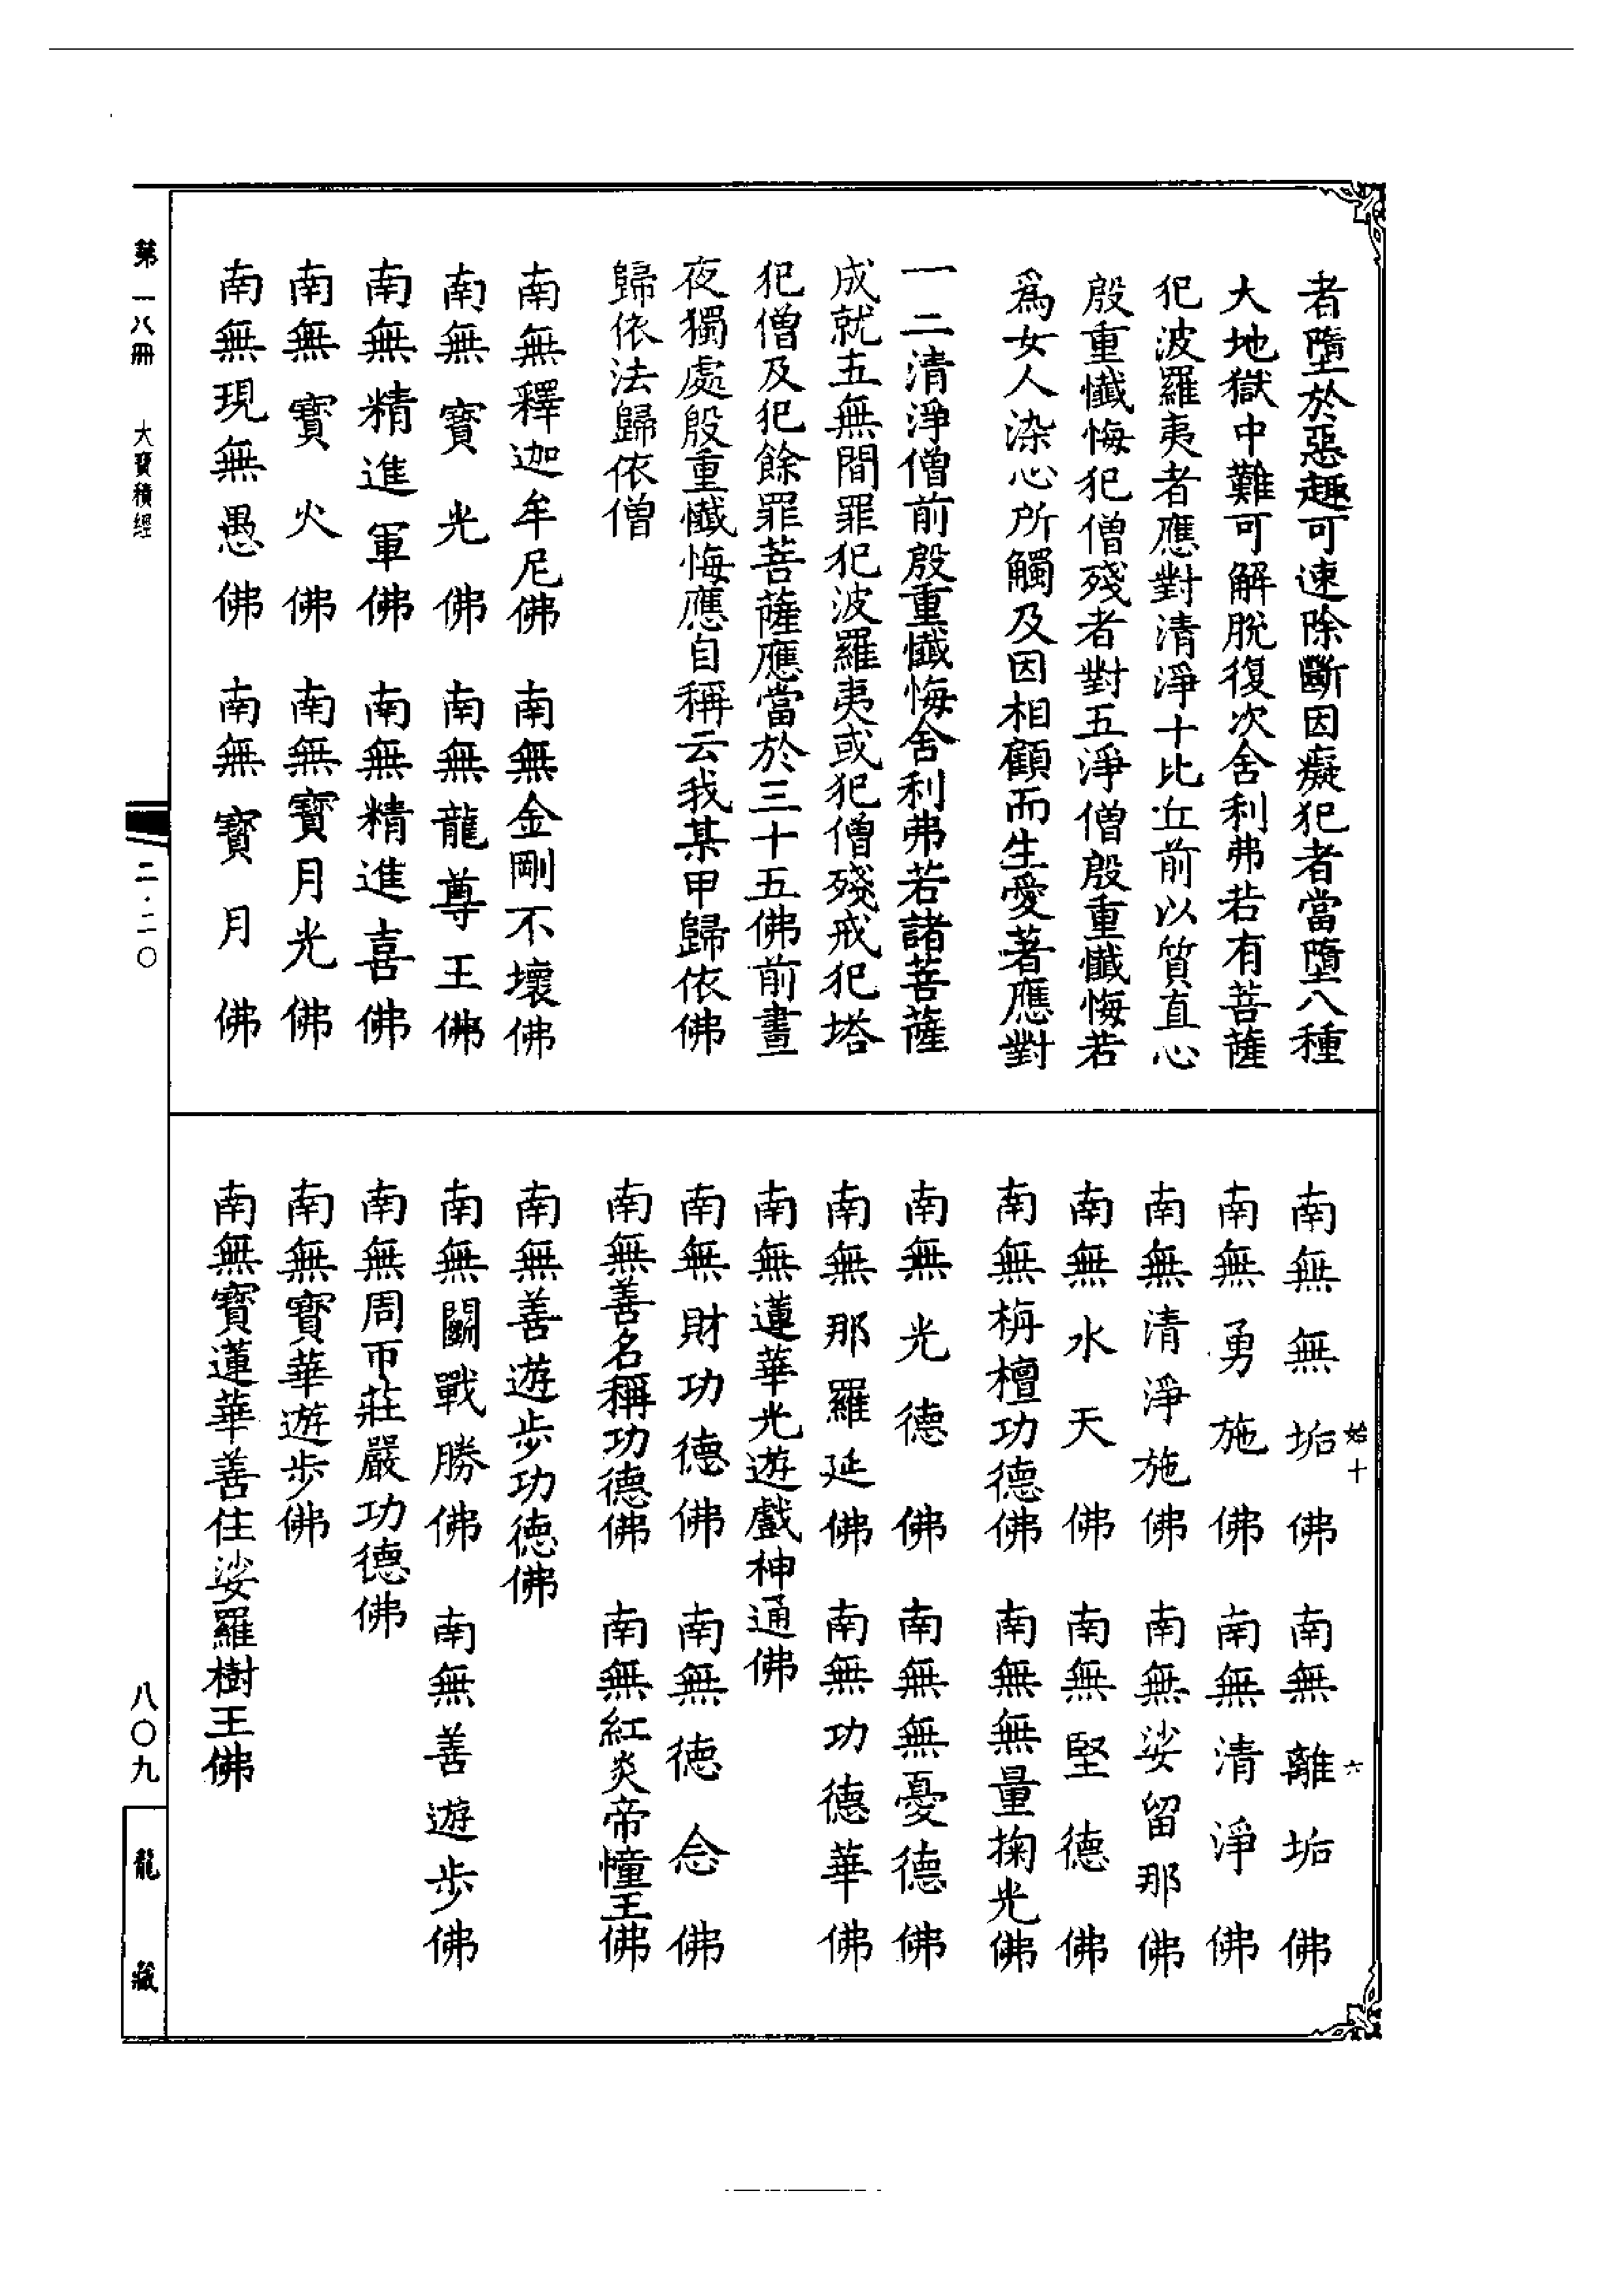 者墮於惡趣可速除斷因癡犯者當墮八種
大地獄中難可解脫復次舍利弗若有菩薩
犯波羅夷者應對清淨十比丘前以質直心
殷重懺悔犯僧殘者對五淨僧殷重懺悔若
爲女人染心所觸及因相顧而生愛著應對
一二清淨僧前殷重懺悔舍利弗若諸菩薩
成就五無間罪犯波羅夷或犯僧殘戒犯塔
犯僧及犯餘罪菩薩應當於三十五佛前晝
夜獨處殷重懺悔應自稱云我某甲歸依佛
歸依法歸依僧
南無釋迦牟尼佛　南無金剛不壞佛
南無寶光佛　南無龍尊王佛
南無精進軍佛　南無精進喜佛
南無寶火佛　南無寶月光佛
南無現無愚佛　南無寶月佛
始十　六
南無無垢佛　南無離垢佛
南無勇施佛　南無清淨佛
南無清淨施佛　南無娑留那佛
南無水天佛　南無堅德佛
南無栴檀功德佛　南無無量掬光佛
南無光德佛　南無無憂德佛
南無那羅延佛　南無功德華佛
南無蓮華光遊戲神通佛
南無財功德佛　南無德念佛
南無善名稱功德佛　南無紅炎帝幢王佛
南無善遊步功德佛
南無鬭戰勝佛　南無善遊步佛
南無周帀莊嚴功德佛
南無寶華遊步佛
南無寶蓮華善住娑羅樹王佛
第一八冊　大寶積經　二·二〇　八〇九
龍藏